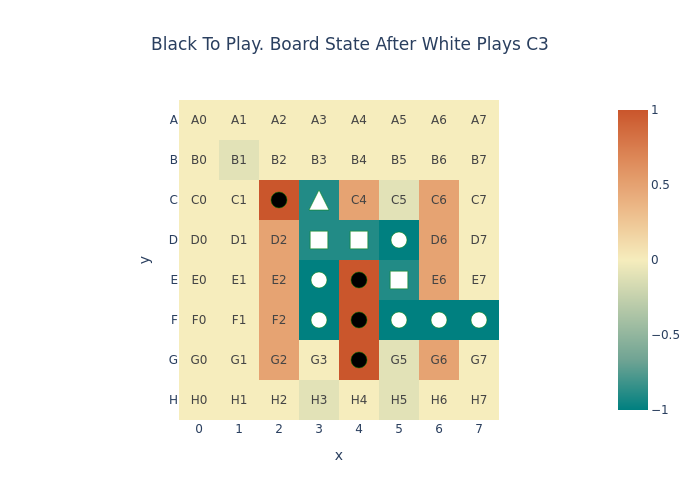 Black To Play. Board State After White Plays C3
A A0 A1 A2 A3 A4 A5 A6 A7
B B0 B1 B2 B3 B4 B5 B6 B7
C C0 C1 C4 C5 C6 C7
D D0 D1 D2 D6 D7
E E0 E1 E2 E6 E7
F F0 F1 F2
G G0 G1 G2 G3 G5 G6 G7
H H0 H1 H2 H3 H4 H5 H6 H7
0 1 2 3 4 5 6 7
x
y
1
0.5
0
−0.5
−1